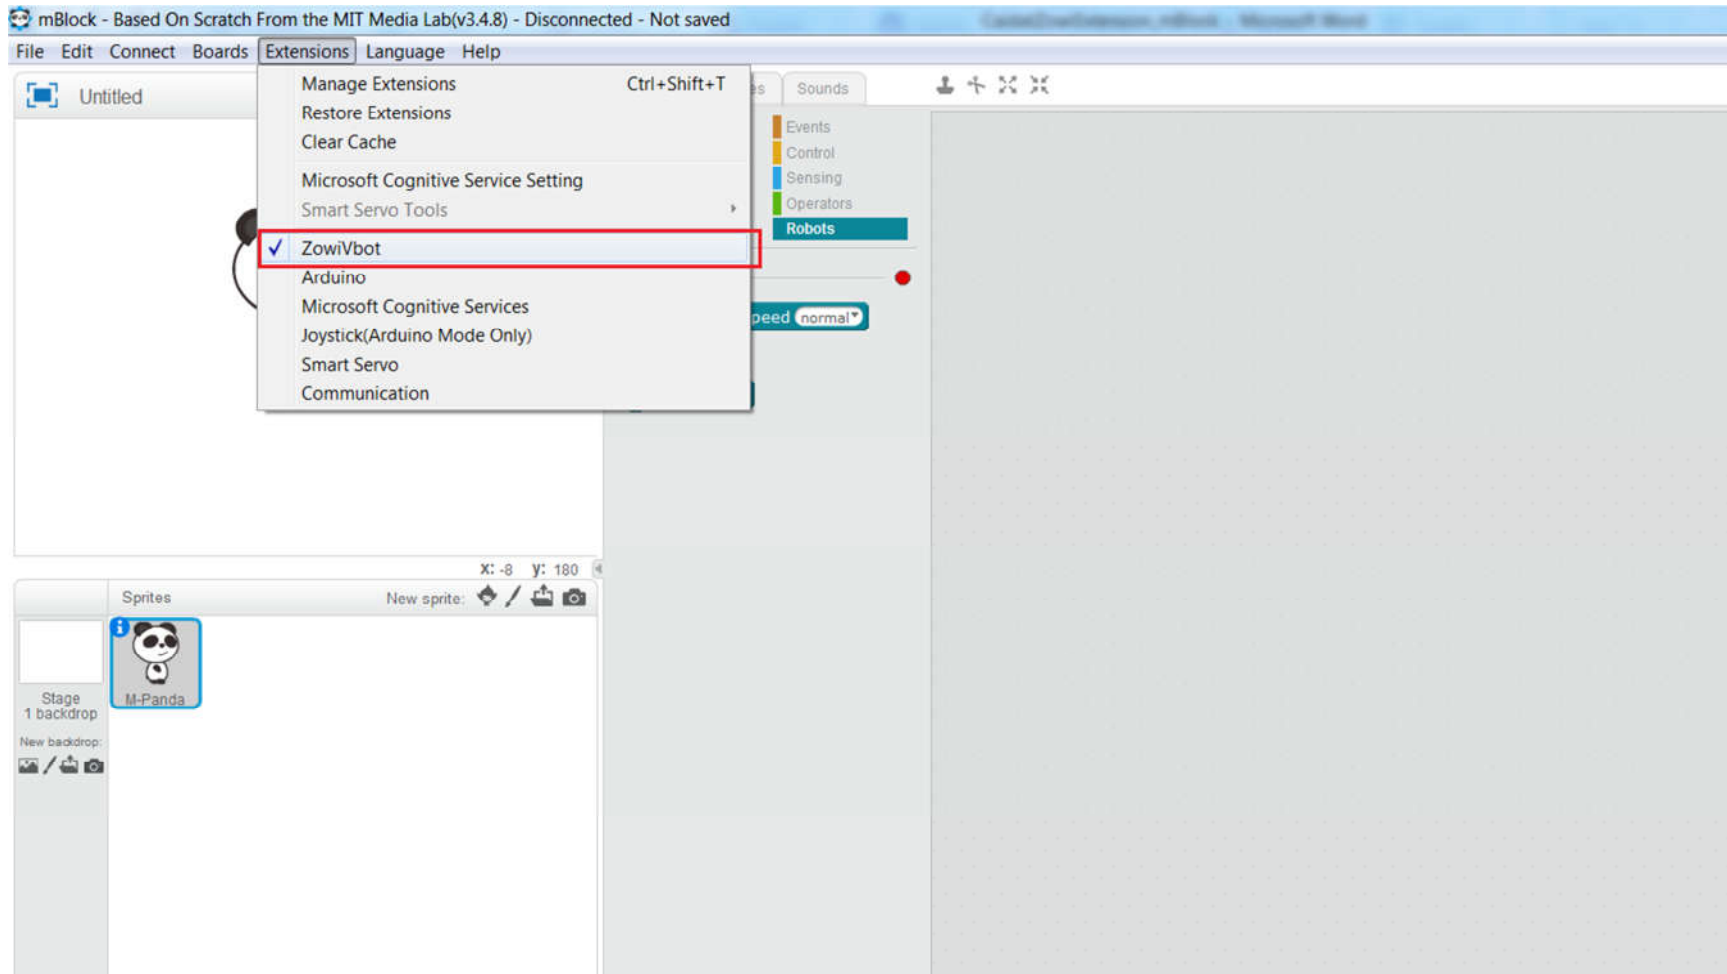 mBlock - Based On Scratch From the MIT Media Lab(v3.4.8) - Disconnected - Not saved
File Edit Connect Boards Extensions Language Help
Untitled
Manage Extensions Ctrl+Shift+T
Restore Extensions
Clear Cache
Microsoft Cognitive Service Setting
Smart Servo Tools
ZowiVbot
Arduino
Microsoft Cognitive Services
Joystick(Arduino Mode Only)
Smart Servo
Communication
Sounds
Events
Control
Sensing
Operators
Robots
peed normal
x: -8 y: 180
Sprites New sprite:
M-Panda
Stage
1 backdrop
New backdrop: